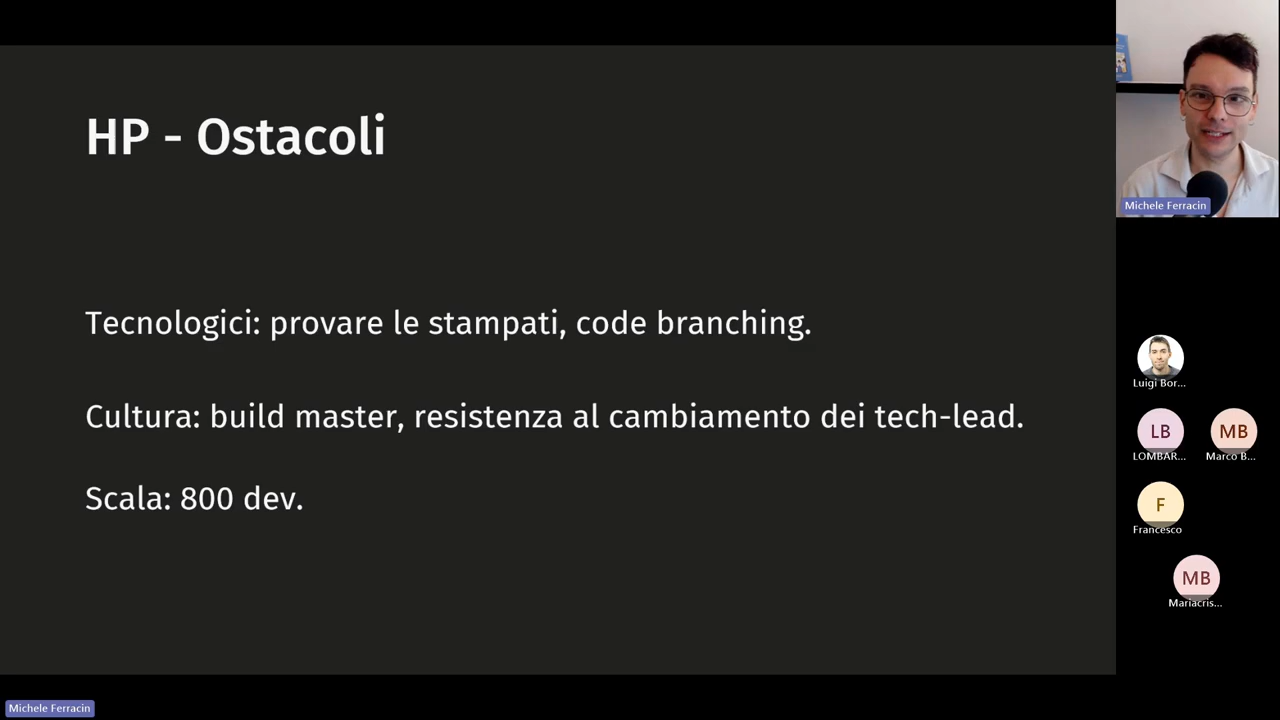 HP - Ostacoli
Tecnologici: provare le stampati, code branching.
Cultura: build master, resistenza al cambiamento dei tech-lead.
Scala: 800 dev.
Michele Ferracin
Luigi Bor...
LB
LOMBAR...
MB
Marco B...
F
Francesco
MB
Mariacris...
Michele Ferracin